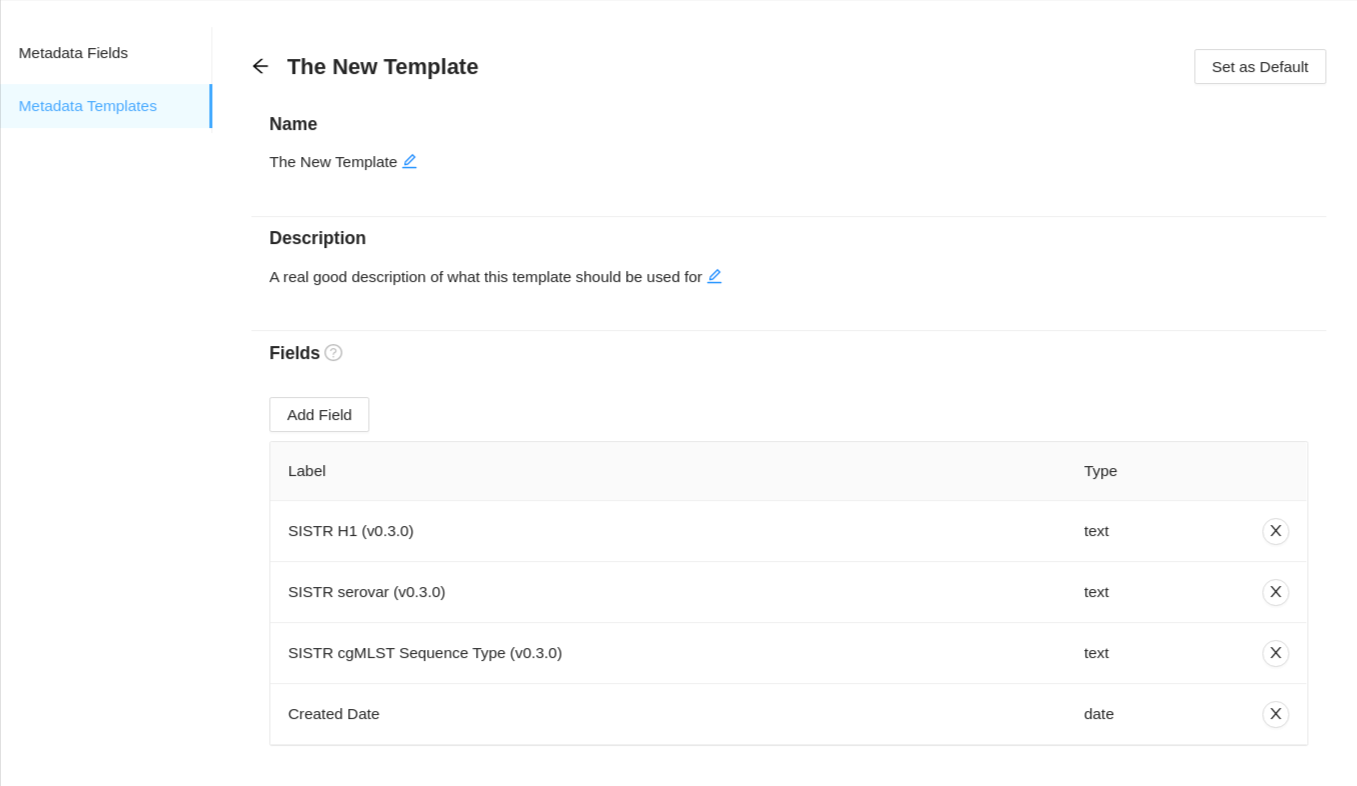 Metadata Fields
Metadata Templates
The New Template
Set as Default
Name
The New Template
Description
A real good description of what this template should be used for
Fields ?
Add Field
Label Type
SISTR H1 (v0.3.0) text X
SISTR serovar (v0.3.0) text X
SISTR cgMLST Sequence Type (v0.3.0) text X
Created Date date X